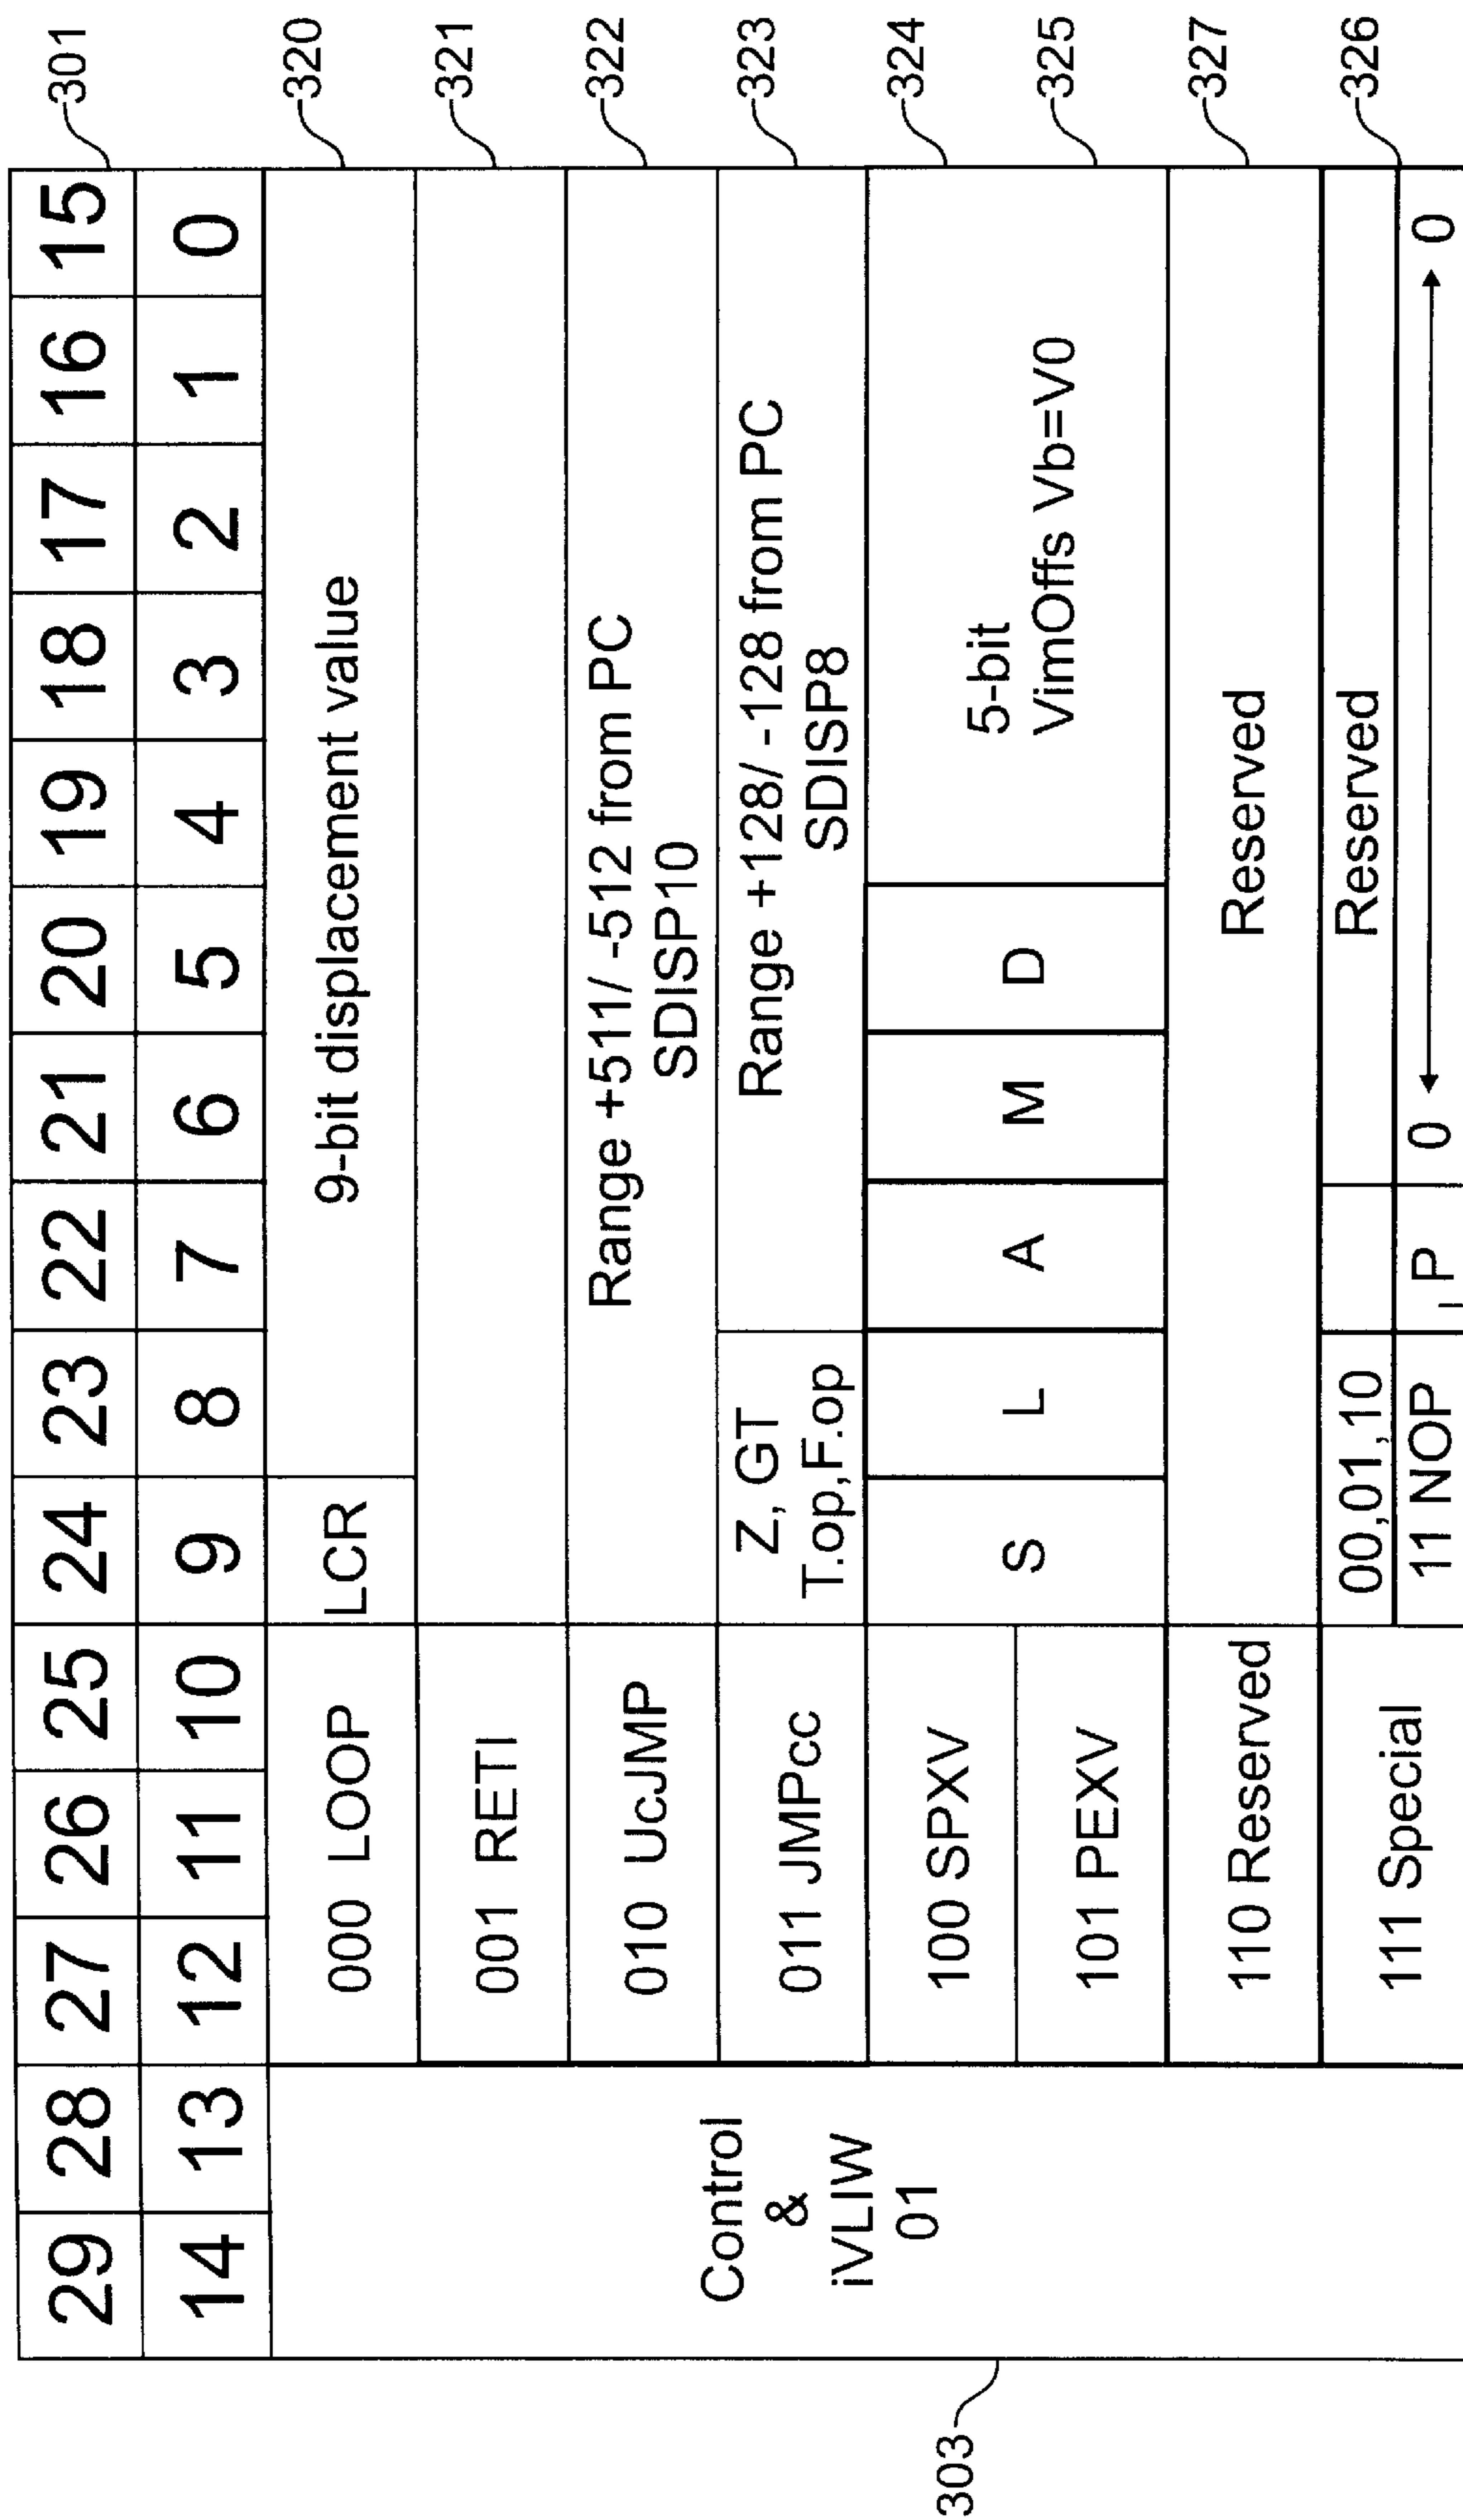 29 28 27 26 25 24 23 22 21 20 19 18 17 16 15 301
14 13 12 11 10 9 8 7 6 5 4 3 2 1 0
000 LOOP LCR 9-bit displacement value 320
001 RETI 321
010 UcJMP Range +511/ -512 from PC 322
SDISP10
011 JMPcc Z, GT Range +128/ -128 from PC 323
T.op,F.op SDISP8
Control
&
iVLIW
01
303
100 SPXV 324
S L A M D 5-bit
VimOffs Vb=V0
101 PEXV 325
110 Reserved Reserved 327
111 Special 00,01,10 Reserved 326
11 NOP P 0 0